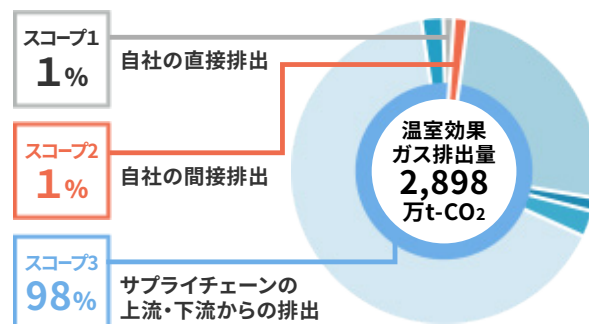 スコープ1
1%
自社の直接排出
スコープ2
1%
自社の間接排出
スコープ3
98%
サプライチェーンの
上流・下流からの排出
温室効果
ガス排出量
2,898
万t-CO2